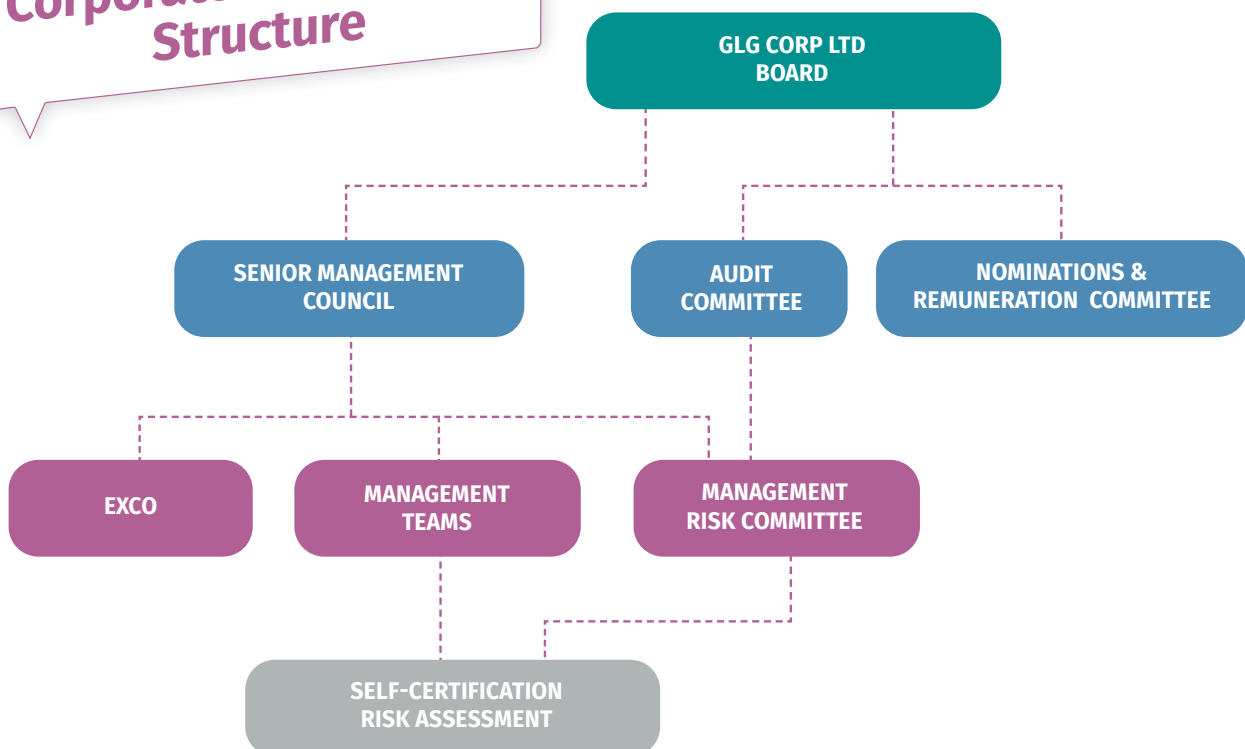 Structure
GLG CORP LTD
BOARD
SENIOR MANAGEMENT
COUNCIL
AUDIT
COMMITTEE
NOMINATIONS &
REMUNERATION COMMITTEE
EXCO
MANAGEMENT
TEAMS
MANAGEMENT
RISK COMMITTEE
SELF-CERTIFICATION
RISK ASSESSMENT